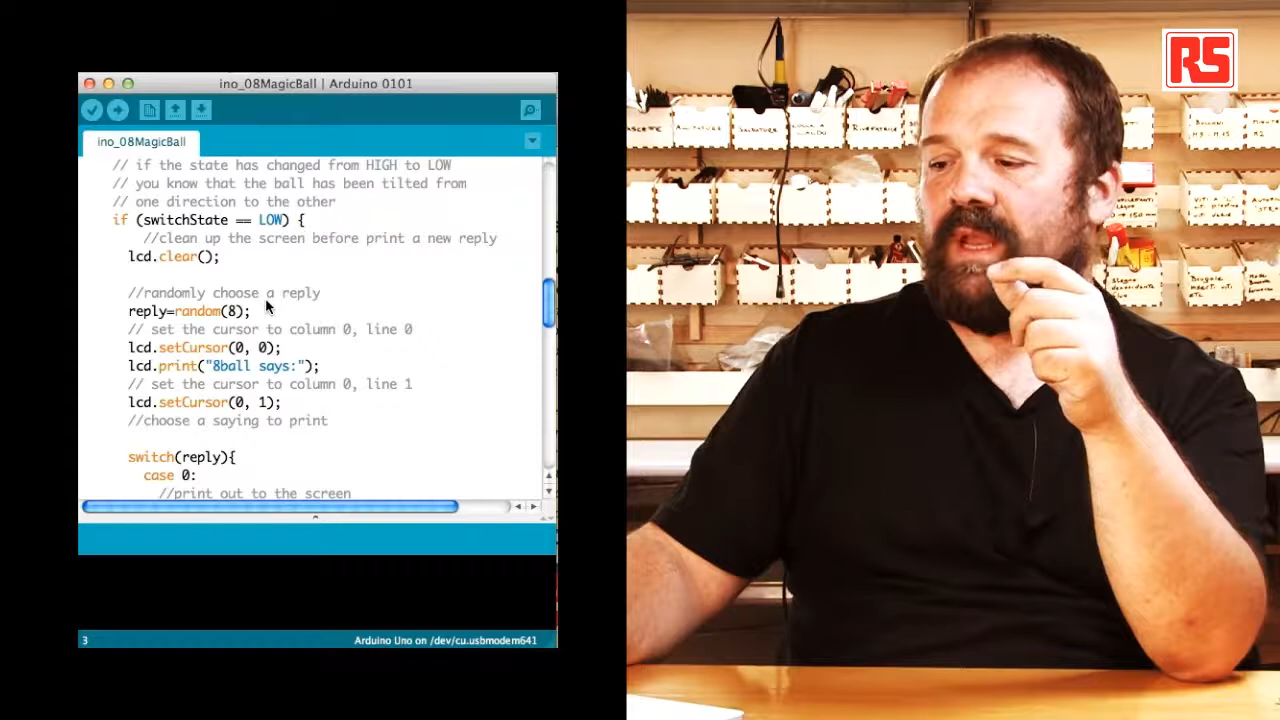 ino_08MagicBall | Arduino 0101
ino_08MagicBall
// if the state has changed from HIGH to LOW
// you know that the ball has been tilted from
// one direction to the other
if (switchState == LOW) {
//clean up the screen before print a new reply
lcd.clear();
//randomly choose a reply
reply=random(8);
// set the cursor to column 0, line 0
lcd.setCursor(0, 0);
lcd.print("8ball says:");
// set the cursor to column 0, line 1
lcd.setCursor(0, 1);
//choose a saying to print
switch(reply){
case 0:
//print out to the screen
3
Arduino Uno on /dev/cu.usbmodem641
RS